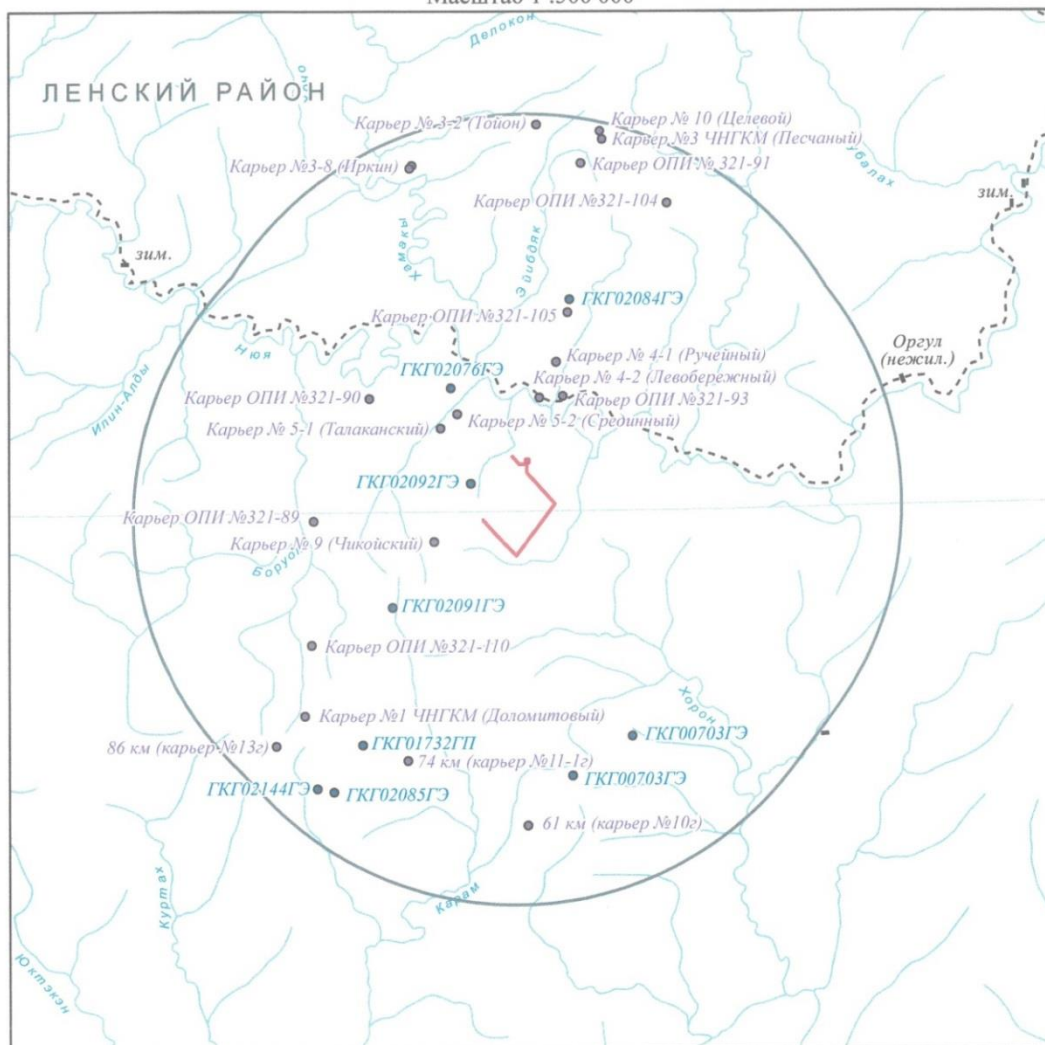 Масштаб 1 :500 000
Делокон
ЛЕНСКИЙ РАЙОН
Карьер № 3-2 (Тойон)
Карьер № 10 (Целевой)
Карьер №3 ЧНГКМ (Песчаный)
Карьер №3-8 (Иркин)
Карьер ОПИ № 321-91
Карьер ОПИ №321-104
зим.
зим.
Хамакы
Эйибдяк
ГКГ02084ГЭ
Карьер ОПИ №321-105
Нюя
Оргул
(нежил.)
Карьер № 4-1 (Ручейный)
ГКГ02076ГЭ
Карьер № 4-2 (Левобережный)
Илин-Алды
Карьер ОПИ №321-90
Карьер ОПИ №321-93
Карьер № 5-2 (Срединный)
Карьер № 5-1 (Талаканский)
ГКГ02092ГЭ
Карьер ОПИ №321-89
Карьер № 9 (Чикойский)
ГКГ02091ГЭ
Карьер ОПИ №321-110
Хорон
Карьер №1 ЧНГКМ (Доломитовый)
86 км (карьер №13г)
ГКГ01732ГП
ГКГ00703ГЭ
74 км (карьер №11-1г)
ГКГ02144ГЭ
ГКГ02085ГЭ
ГКГ00703ГЭ
61 км (карьер №10г)
Карам
Куртах
Юктэкэн